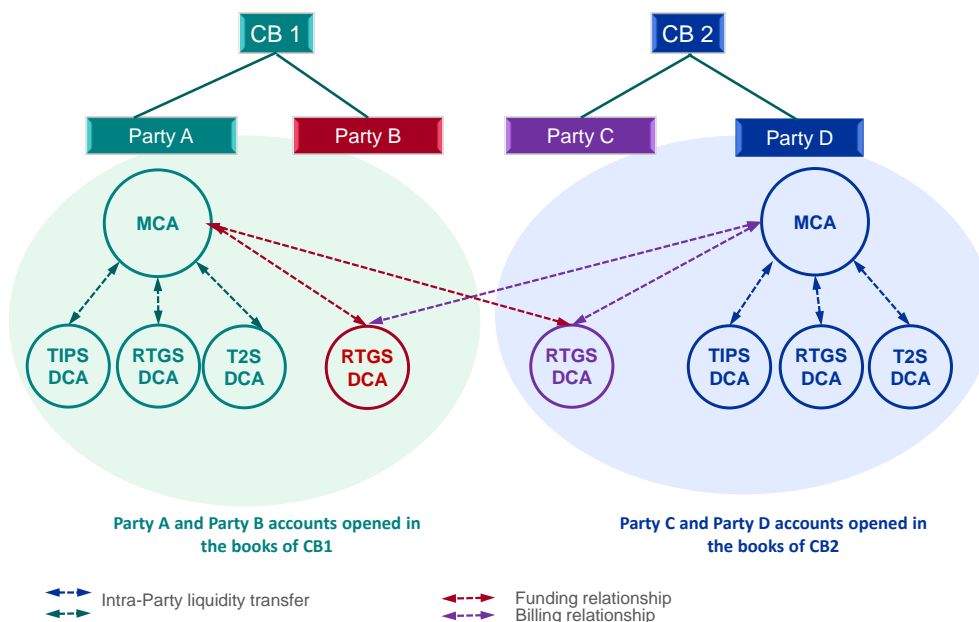 CB 1
CB 2
Party A
Party B
Party C
Party D
MCA
MCA
TIPS
DCA
RTGS
DCA
T2S
DCA
RTGS
DCA
RTGS
DCA
TIPS
DCA
RTGS
DCA
T2S
DCA
Party A and Party B accounts opened in
the books of CB1
Party C and Party D accounts opened in
the books of CB2
Intra-Party liquidity transfer
Funding relationship
Billing relationship